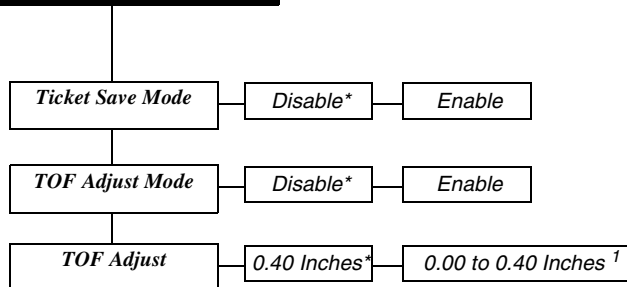 Ticket Save Mode Disable* Enable
TOF Adjust Mode Disable* Enable
TOF Adjust 0.40 Inches* 0.00 to 0.40 Inches 1